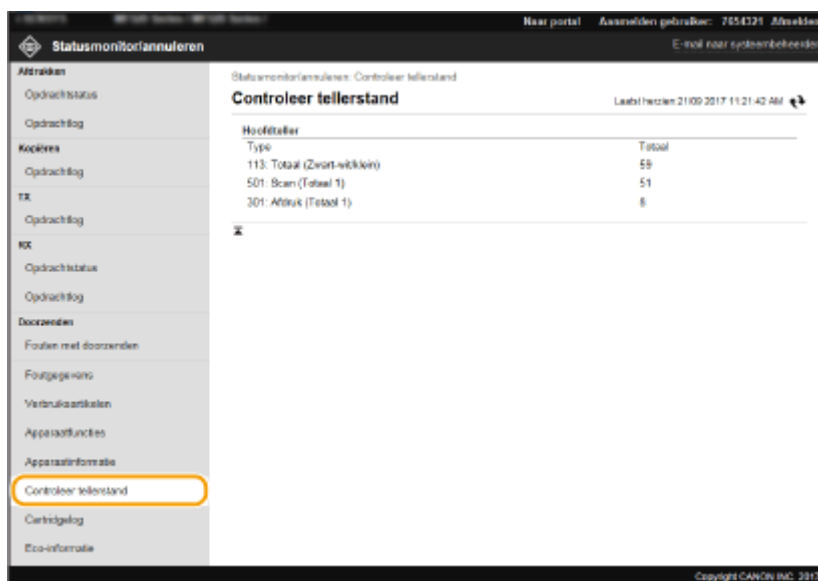 Naar portal Aanmelden gebruiker: 7654321 Afmelden
Statusmonitor/annuleren
E-mail naar systeembeheerder
Afdrukken
Opdrachtstatus
Opdrachtlog
Kopiëren
Opdrachtlog
TX
Opdrachtlog
RX
Opdrachtstatus
Opdrachtlog
Doorzenden
Fouten met doorzenden
Foutgegevens
Verbruiksartikelen
Apparaatfuncties
Apparaatinformatie
Controleer tellerstand
Cartridgelog
Eco-informatie
Statusmonitor/annuleren: Controleer tellerstand
Controleer tellerstand
Laatst herzien:21/09 2017 11:21:42 AM
Hoofdteller
Type Totaal
113: Totaal (Zwart-wit/klein) 59
501: Scan (Totaal 1) 51
301: Afdruk (Totaal 1) 8
Copyright CANON INC. 2017